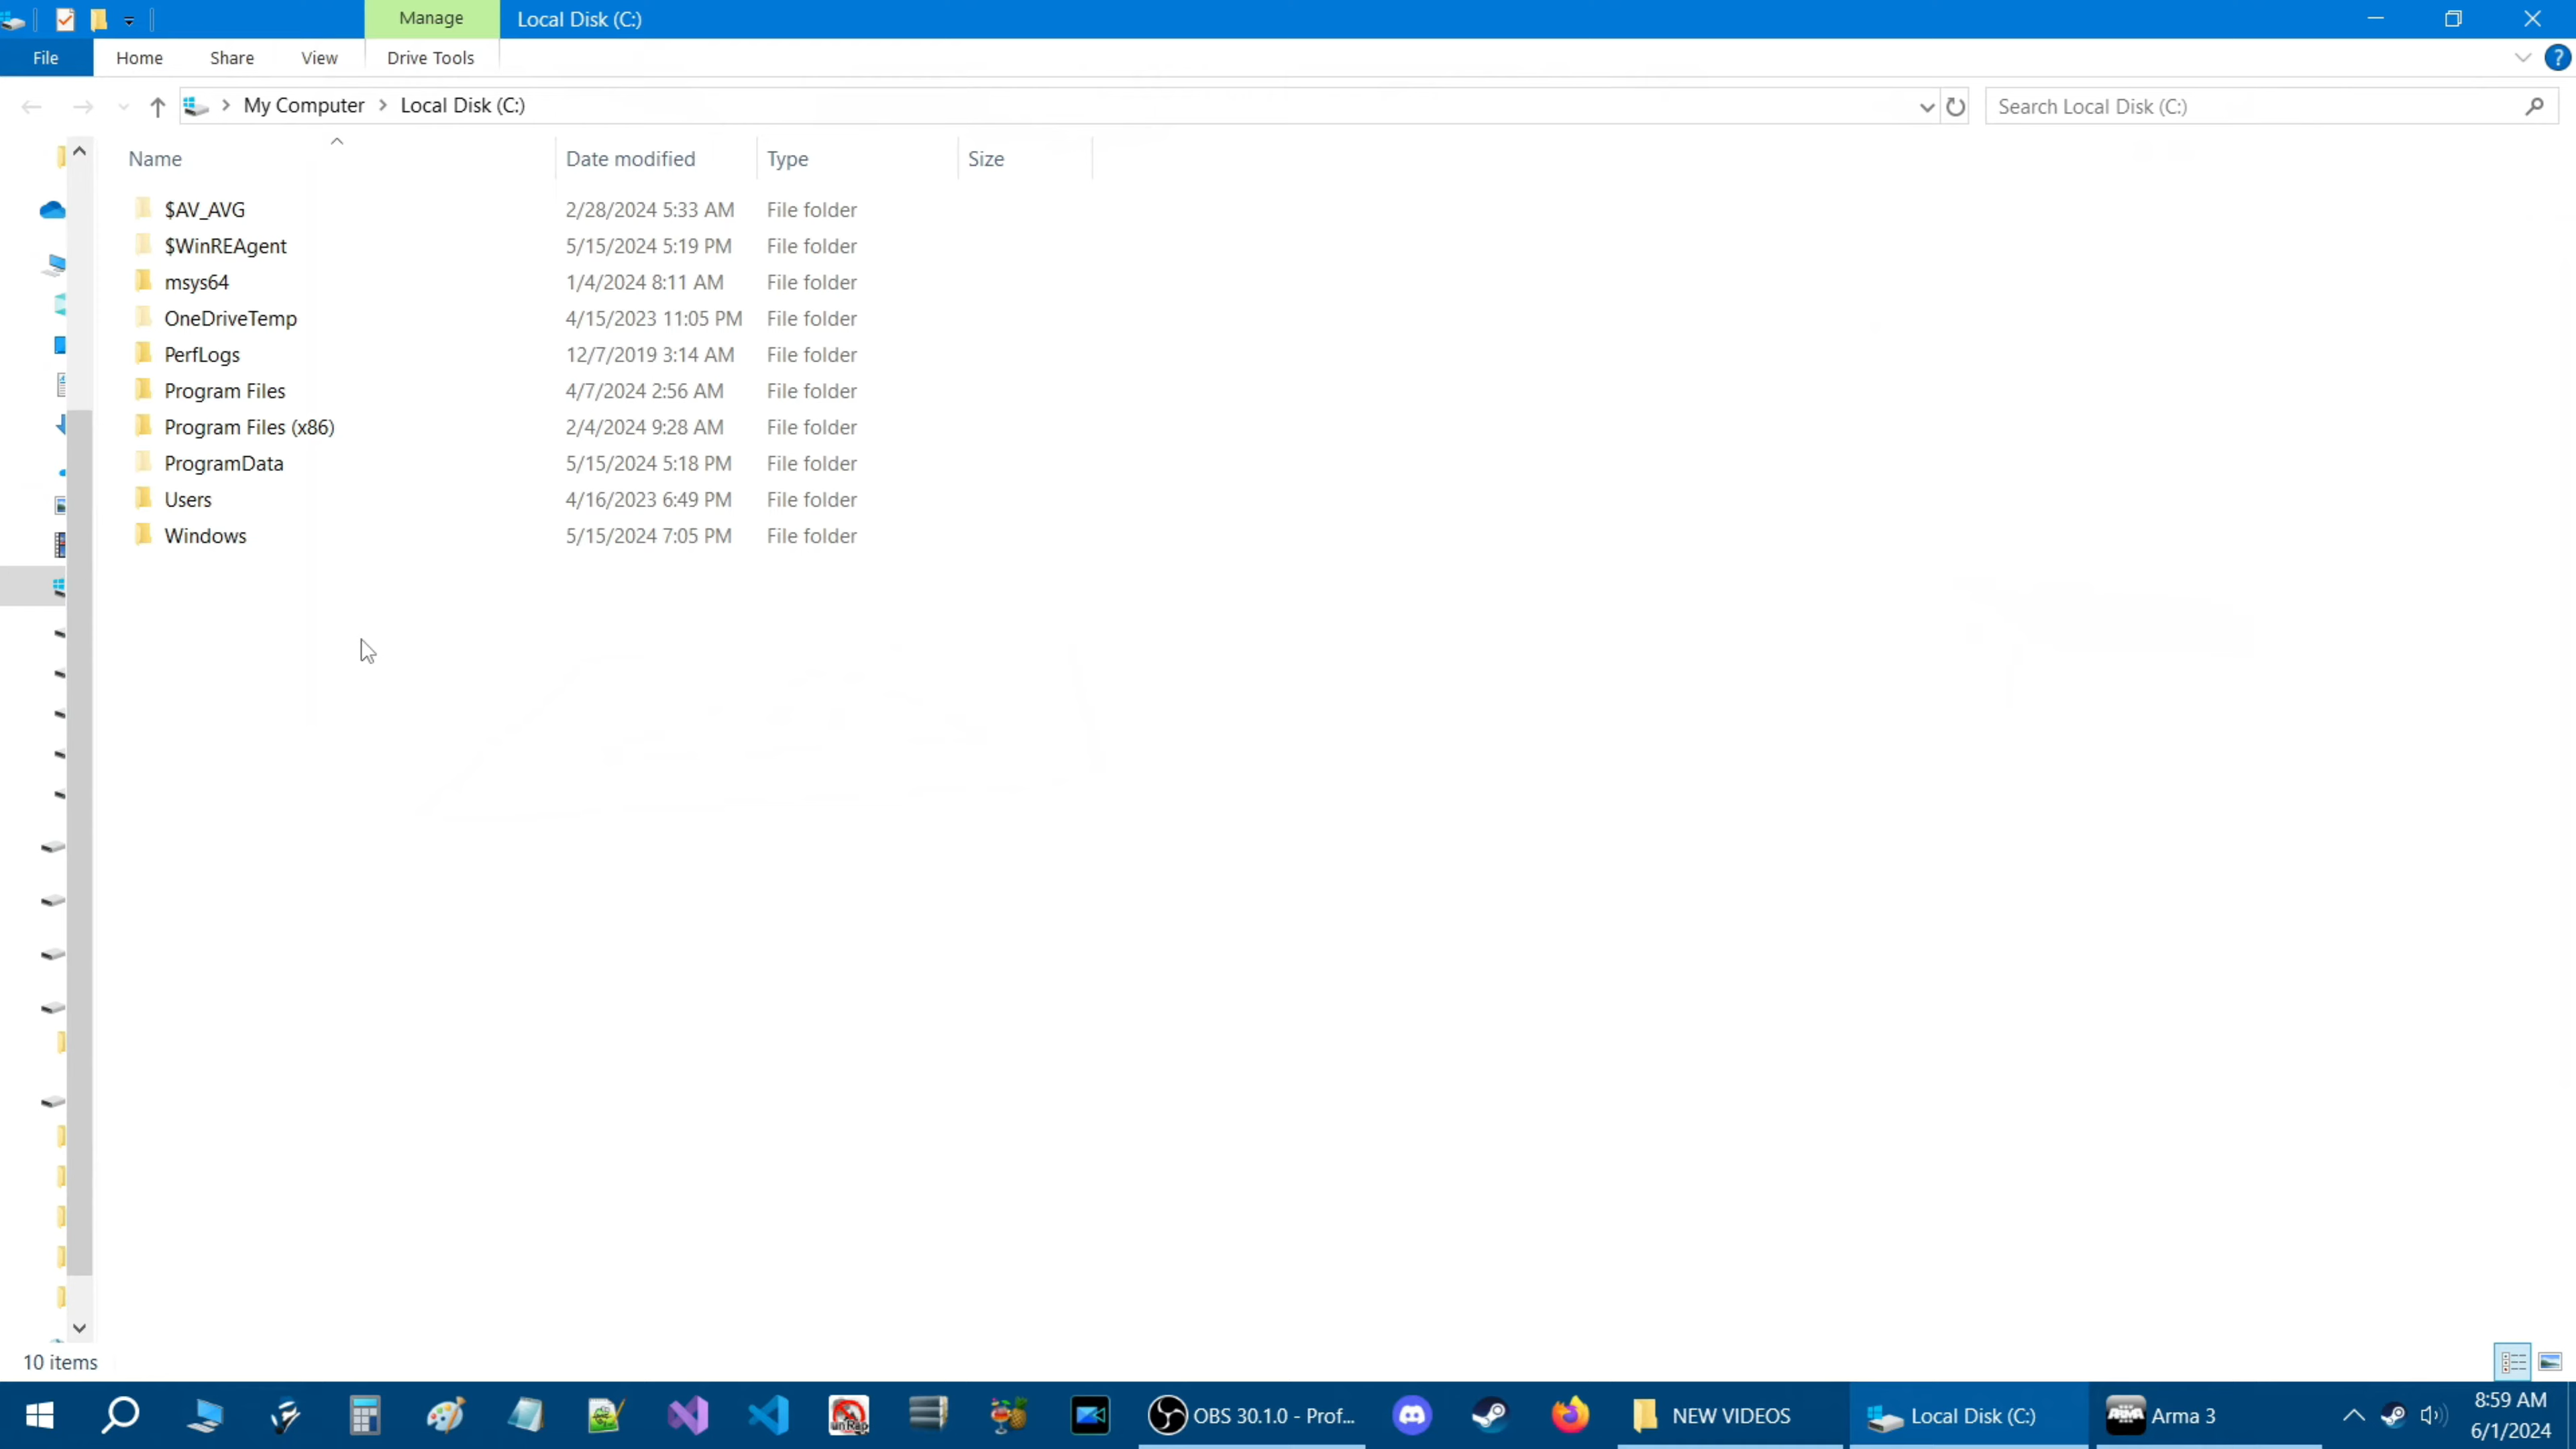 Manage
Local Disk (C:)
File
Home
Share
View
Drive Tools
My Computer > Local Disk (C:)
Search Local Disk (C:)
Name Date modified Type Size
$AV_AVG 2/28/2024 5:33 AM File folder
$WinREAgent 5/15/2024 5:19 PM File folder
msys64 1/4/2024 8:11 AM File folder
OneDriveTemp 4/15/2023 11:05 PM File folder
PerfLogs 12/7/2019 3:14 AM File folder
Program Files 4/7/2024 2:56 AM File folder
Program Files (x86) 2/4/2024 9:28 AM File folder
ProgramData 5/15/2024 5:18 PM File folder
Users 4/16/2023 6:49 PM File folder
Windows 5/15/2024 7:05 PM File folder
10 items
OBS 30.1.0 - Prof...
NEW VIDEOS
Local Disk (C:)
Arma 3
8:59 AM
6/1/2024